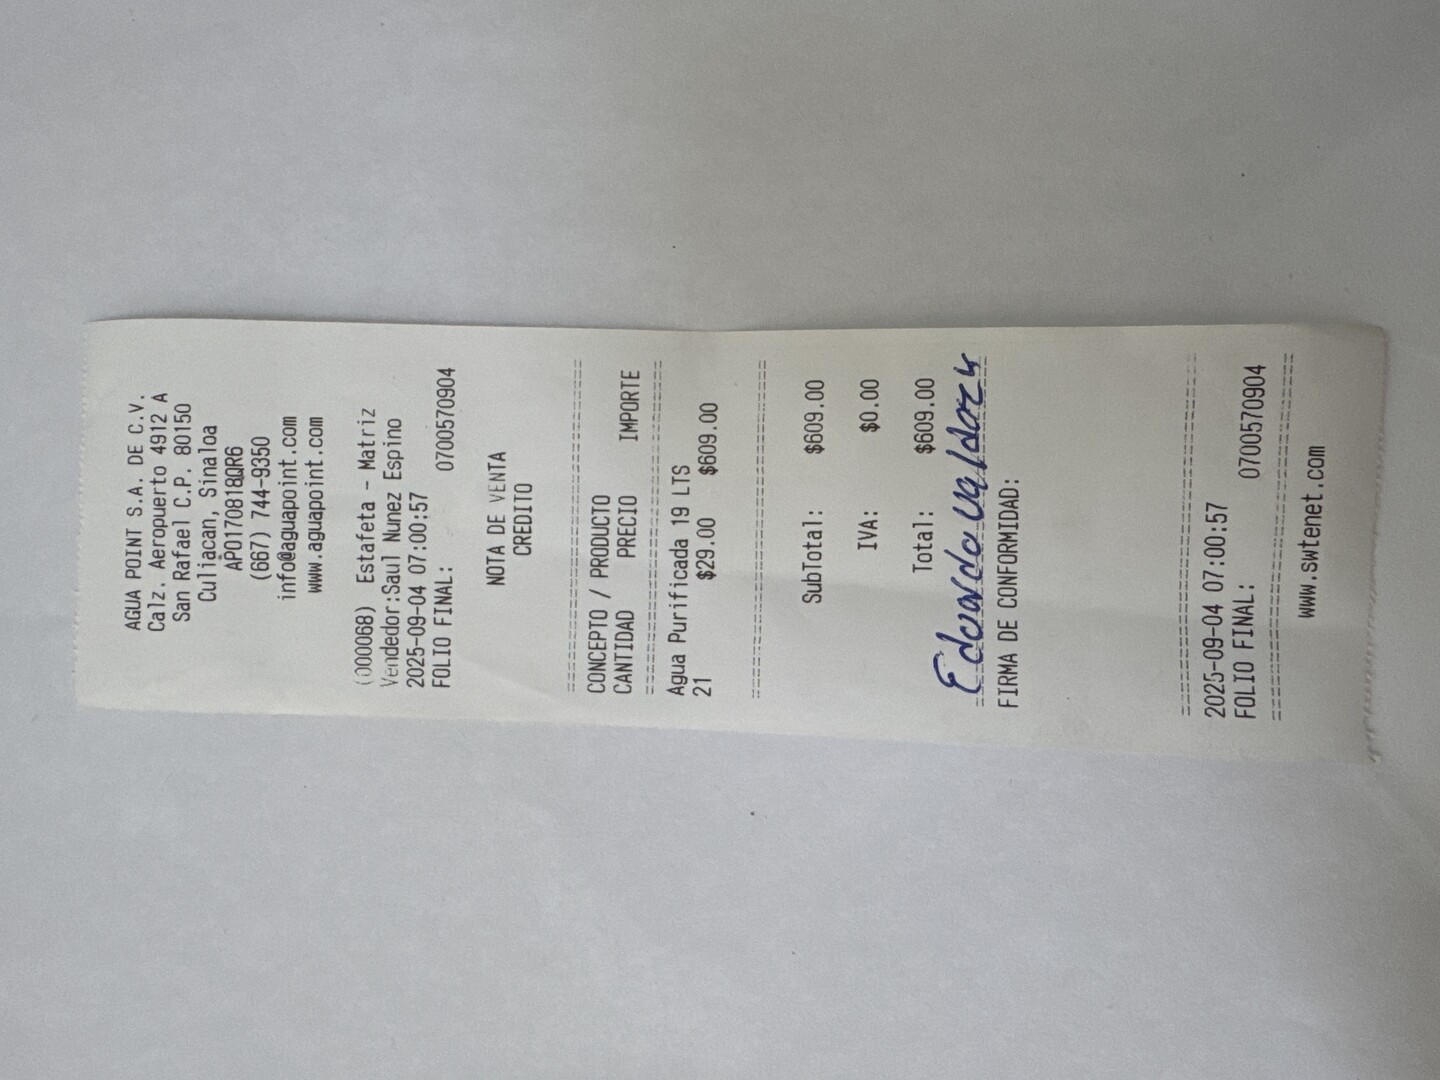 AGUA POINT S.A. DE C.V.
Calz. Aeropuerto 4912 A
San Rafael C.P. 80150
Culiacan, Sinaloa
APO170818QR6
(667) 744-9350
info@aguapoint.com
www.aguapoint.com
(000068) Estafeta - Matriz
Vendedor:Saul Nunez Espino
2025-09-04 07:00:57
FOLIO FINAL: 0700570904
NOTA DE VENTA
CREDITO
CONCEPTO / PRODUCTO
CANTIDAD PRECIO IMPORTE
Agua Purificada 19 LTS
21 $29.00 $609.00
SubTotal: $609.00
IVA: $0.00
Total: $609.00
FIRMA DE CONFORMIDAD:
2025-09-04 07:00:57
FOLIO FINAL: 0700570904
www.swtenet.com